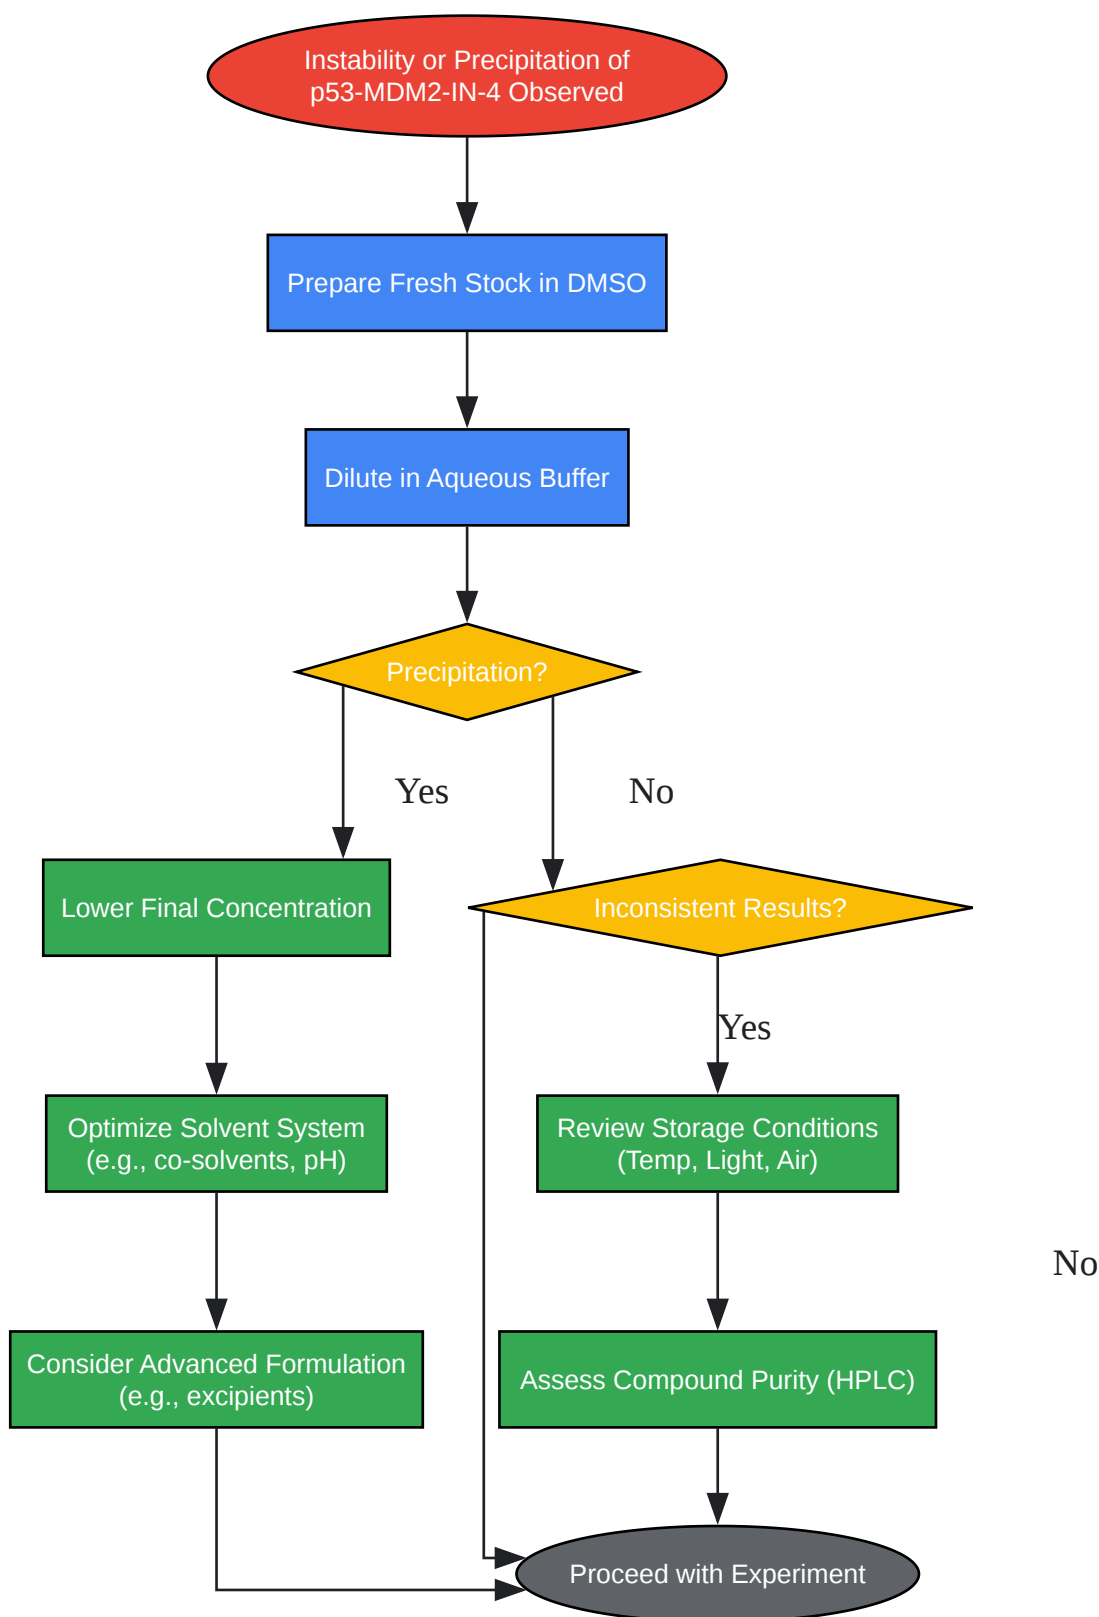 Instability or Precipitation of
p53-MDM2-IN-4 Observed
Prepare Fresh Stock in DMSO
Dilute in Aqueous Buffer
Precipitation?
Yes
No
Lower Final Concentration
Inconsistent Results?
Yes
Optimize Solvent System
(e.g., co-solvents, pH)
Review Storage Conditions
(Temp, Light, Air)
No
Consider Advanced Formulation
(e.g., excipients)
Assess Compound Purity (HPLC)
Proceed with Experiment